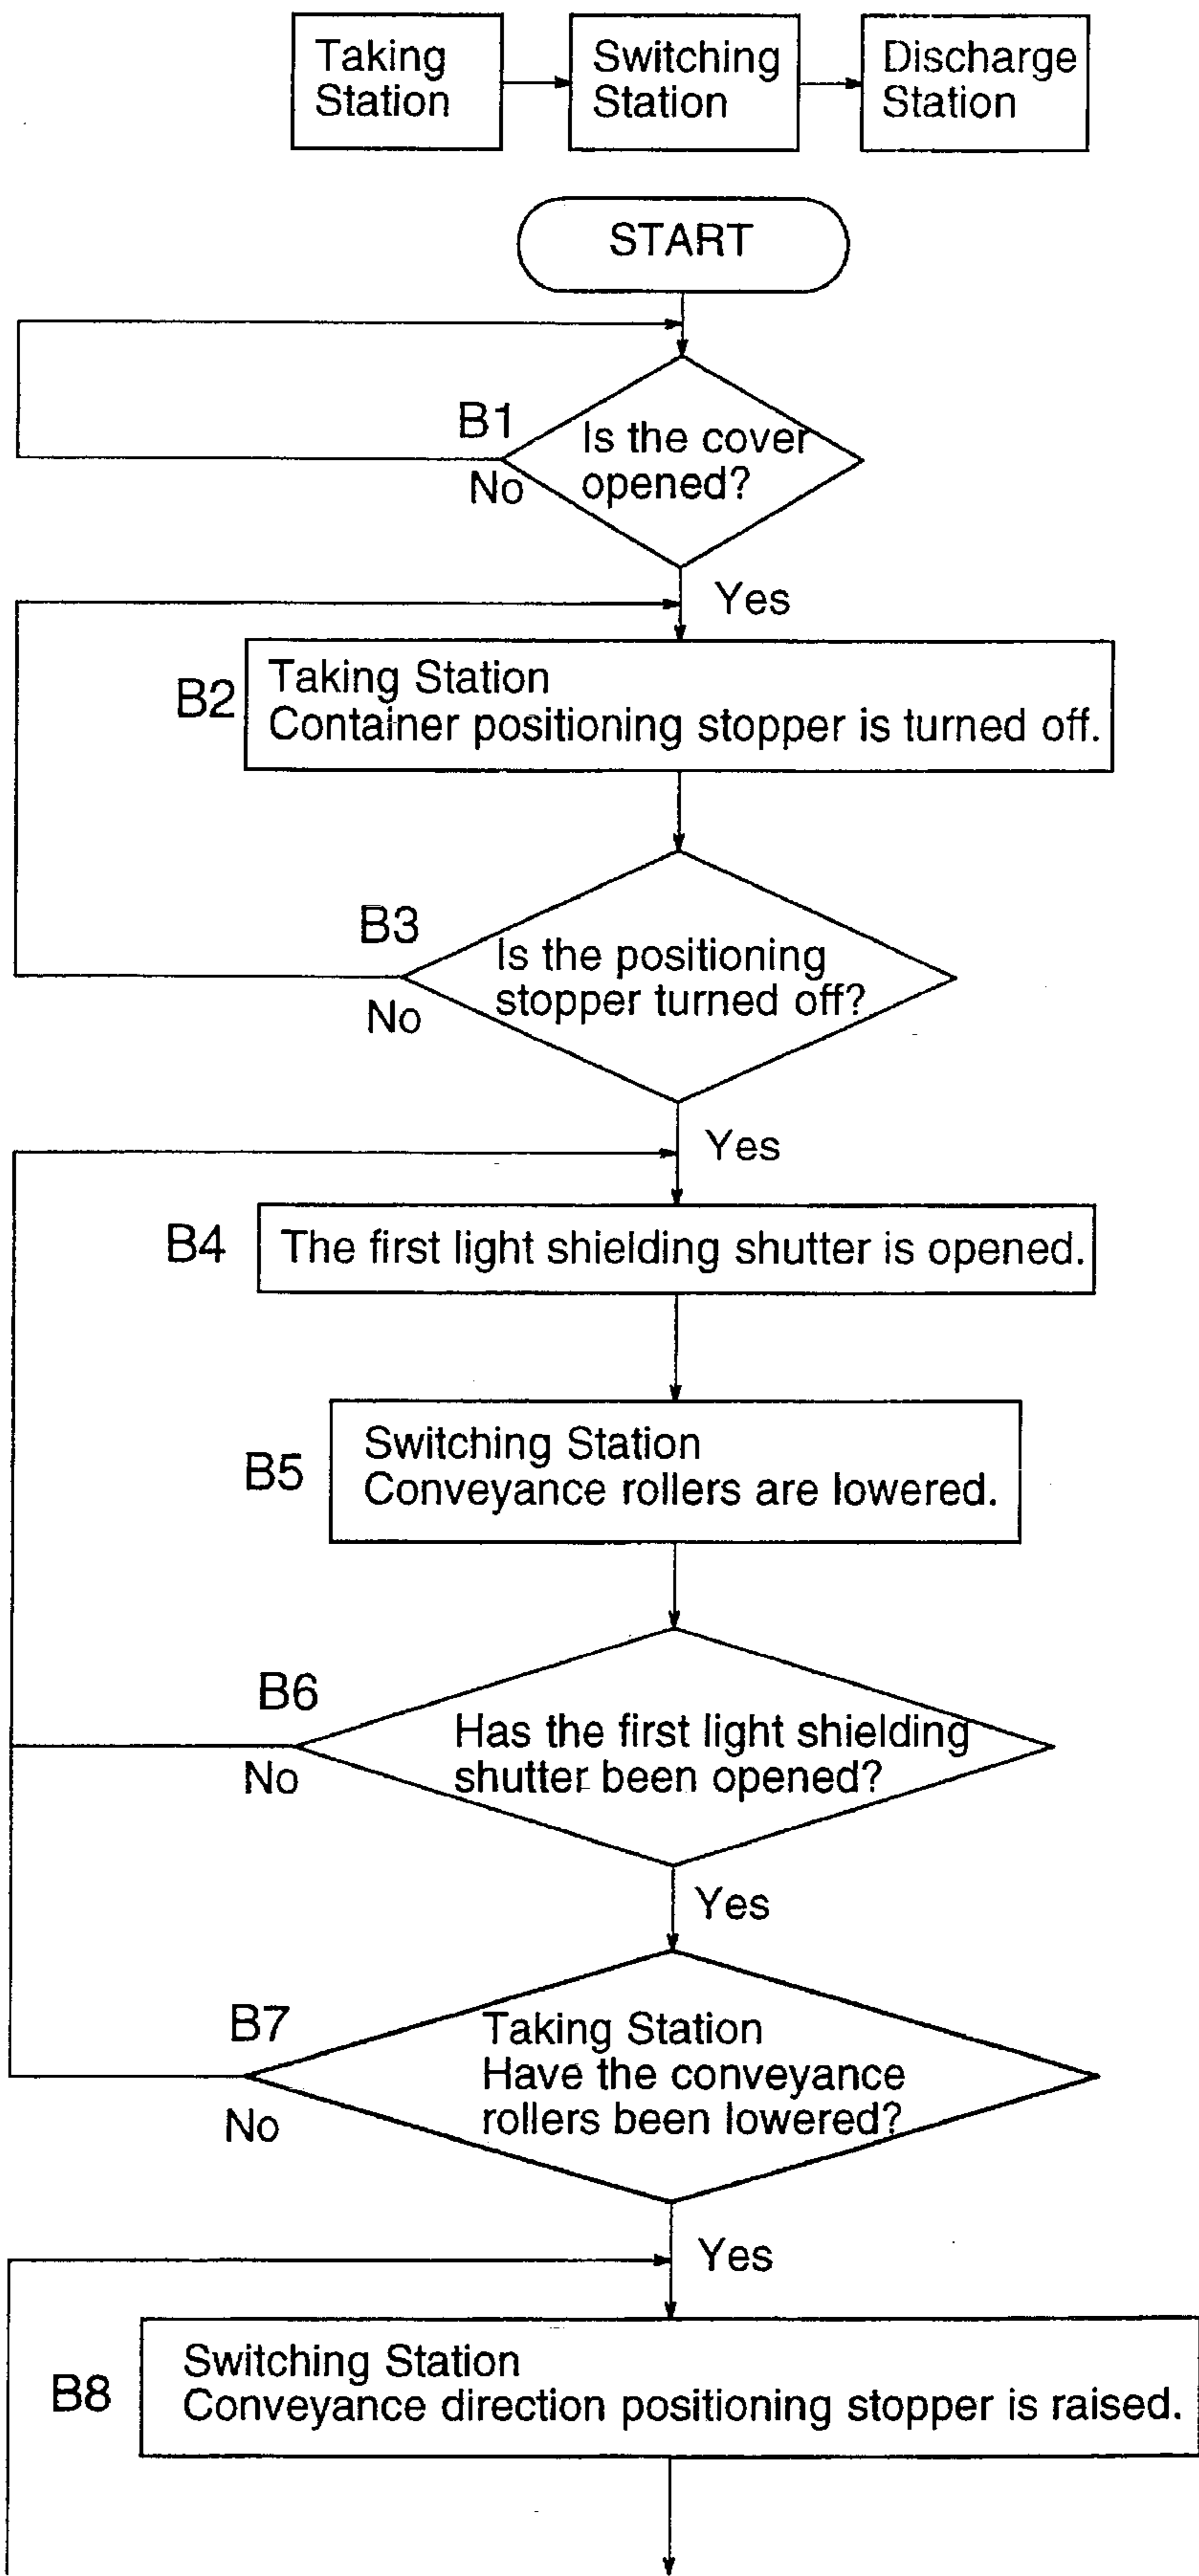 Taking
Station
Switching
Station
Discharge
Station
START
B1
Is the cover
opened?
No
Yes
B2
Taking Station
Container positioning stopper is turned off.
B3
Is the positioning
stopper turned off?
No
Yes
B4
The first light shielding shutter is opened.
B5
Switching Station
Conveyance rollers are lowered.
B6
Has the first light shielding
shutter been opened?
No
Yes
B7
Taking Station
Have the conveyance
rollers been lowered?
No
Yes
B8
Switching Station
Conveyance direction positioning stopper is raised.